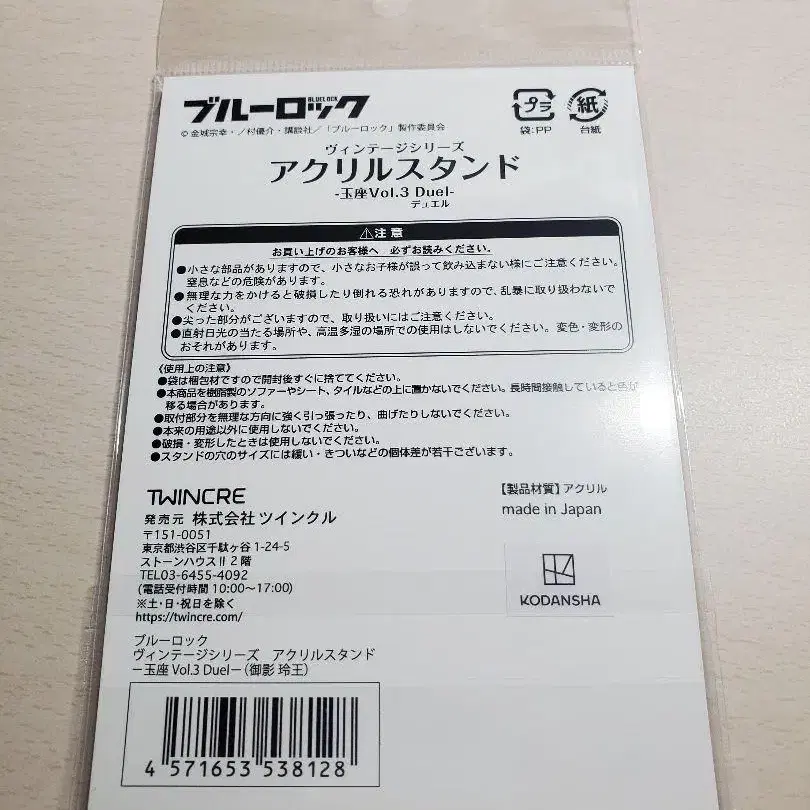 ブルーロック
BLUELOCK
プラ
紙
袋:PP
台紙
©金城宗幸・ノ村優介・講談社/「ブルーロック」製作委員会
ヴィンテージシリーズ
アクリルスタンド
-玉座Vol.3 Duel-
デュエル
⚠注意
お買い上げのお客様へ 必ずお読みください。
●小さな部品がありますので、小さなお子様が誤って飲み込まない様にご注意ください。
窒息などの危険があります。
●無理な力をかけると破損したり倒れる恐れがありますので、乱暴に取り扱わないで
ください。
●尖った部分がございますので、取り扱いにはご注意ください。
●直射日光の当たる場所や、高温多湿の場所での使用はしないでください。変色・変形の
おそれがあります。
《使用上の注意》
●袋は梱包材ですので開封後すぐに捨ててください。
●本商品を樹脂製のソファーやシート、タイルなどの上に置かないでください。長時間接触していると色が
移る場合があります。
●取付部分を無理な方向に強く引っ張ったり、曲げたりしないでください。
●本来の用途以外に使用しないでください。
●破損・変形したときは使用しないでください。
●スタンドの穴のサイズには緩い・きついなどの個体差が若干ございます。
TWINCRE
発売元 株式会社ツインクル
〒151-0051
東京都渋谷区千駄ヶ谷1-24-5
ストーンハウスⅡ2階
TEL03-6455-4092
(電話受付時間 10:00〜17:00)
※土・日・祝日を除く
https://twincre.com/
【製品材質】アクリル
made in Japan
KODANSHA
ブルーロック
ヴィンテージシリーズ アクリルスタンド
-玉座 Vol.3 Duel-(御影 玲王)
4 571653 538128